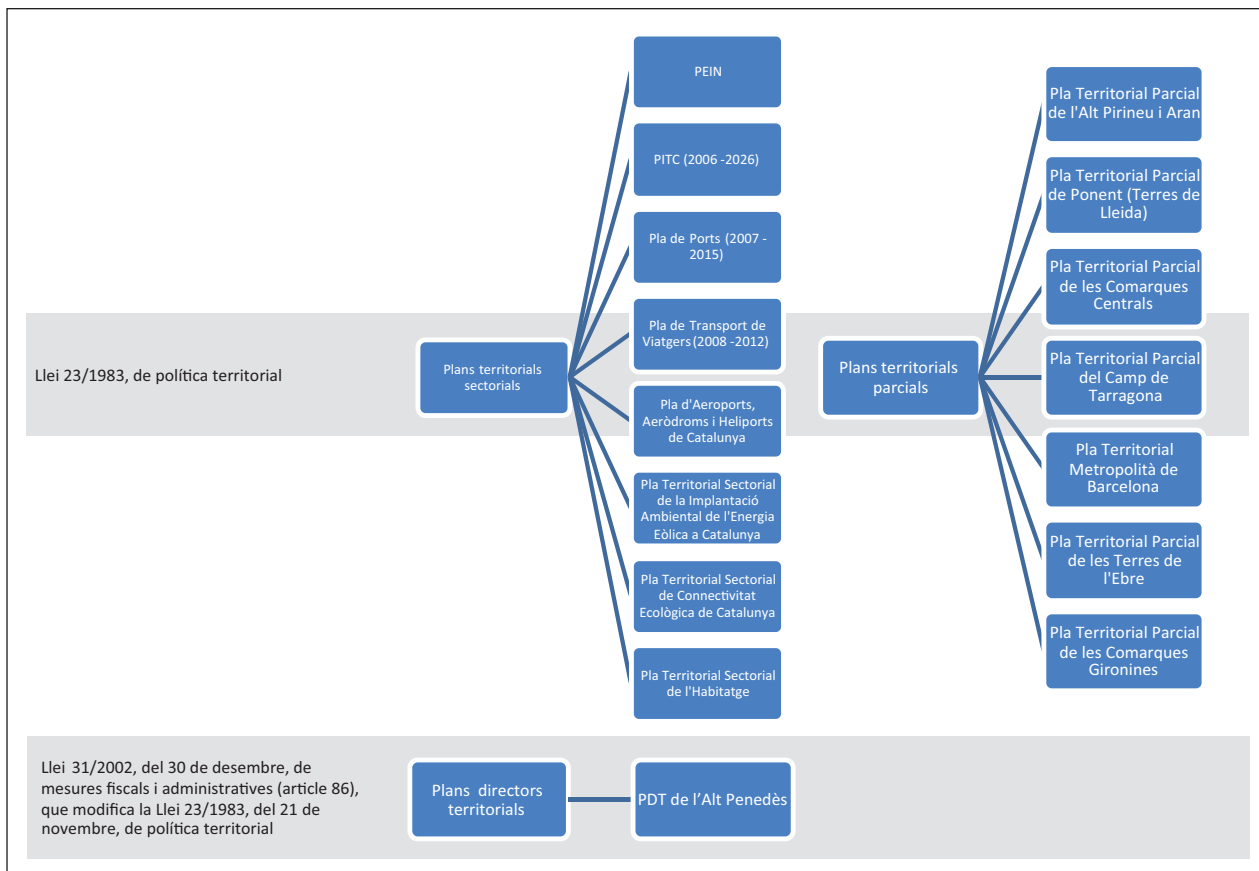 Llei 23/1983, de política territorial
Plans territorials
sectorials
PEIN
PITC (2006 -2026)
Pla de Ports (2007 -
2015)
Pla de Transport de
Viatgers (2008 -2012)
Pla d'Aeroports,
Aeròdroms i Heliports
de Catalunya
Pla Territorial Sectorial
de la Implantació
Ambiental de l'Energia
Eòlica a Catalunya
Pla Territorial Sectorial
de Connectivitat
Ecològica de Catalunya
Pla Territorial Sectorial
de l'Habitatge
Plans territorials
parcials
Pla Territorial Parcial
de l'Alt Pirineu i Aran
Pla Territorial Parcial
de Ponent (Terres de
Lleida)
Pla Territorial Parcial
de les Comarques
Centrals
Pla Territorial Parcial
del Camp de
Tarragona
Pla Territorial
Metropolità de
Barcelona
Pla Territorial Parcial
de les Terres de
l'Ebre
Pla Territorial Parcial
de les Comarques
Gironines
Llei 31/2002, del 30 de desembre, de
mesures fiscals i administratives (article 86),
que modifica la Llei 23/1983, del 21 de
novembre, de política territorial
Plans directors
territorials
PDT de l’Alt Penedès